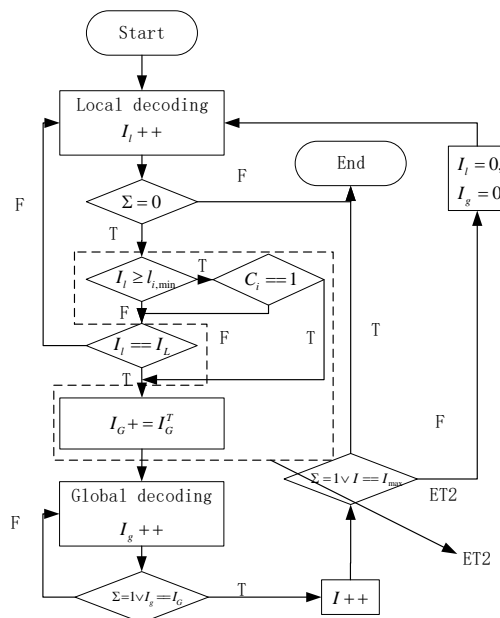 Start
Local decoding
I_l ++
F
End
I_l = 0,
I_g = 0
F
Σ = 0
T
I_l ≥ l_{i,min}
T
C_i == 1
F
F
T
T
I_l == I_L
T
I_G + = I_G^T
F
Σ = 1 ∨ I == I_max
ET2
Global decoding
I_g ++
F
ET2
Σ = 1 ∨ I_g == I_G
T
I ++